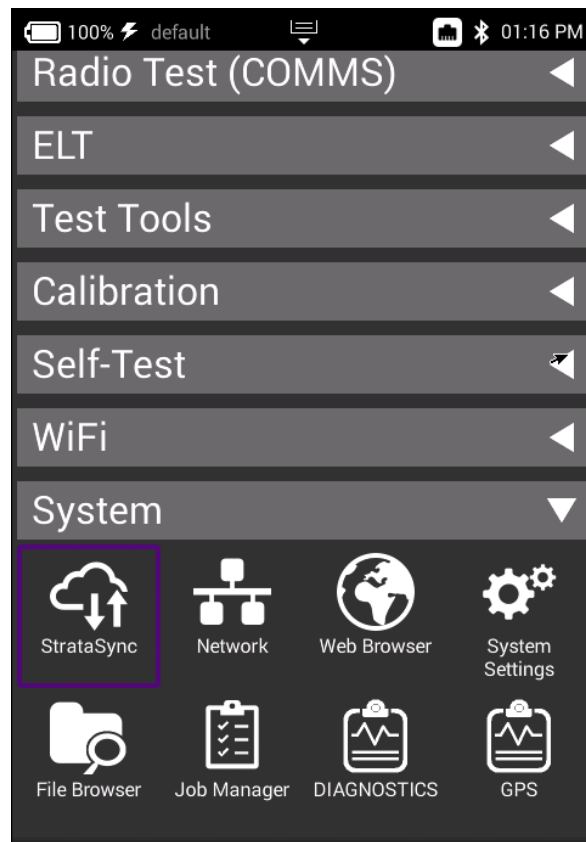 100% default 01:16 PM
Radio Test (COMMS)
ELT
Test Tools
Calibration
Self-Test
WiFi
System
StrataSync Network Web Browser System Settings
File Browser Job Manager DIAGNOSTICS GPS